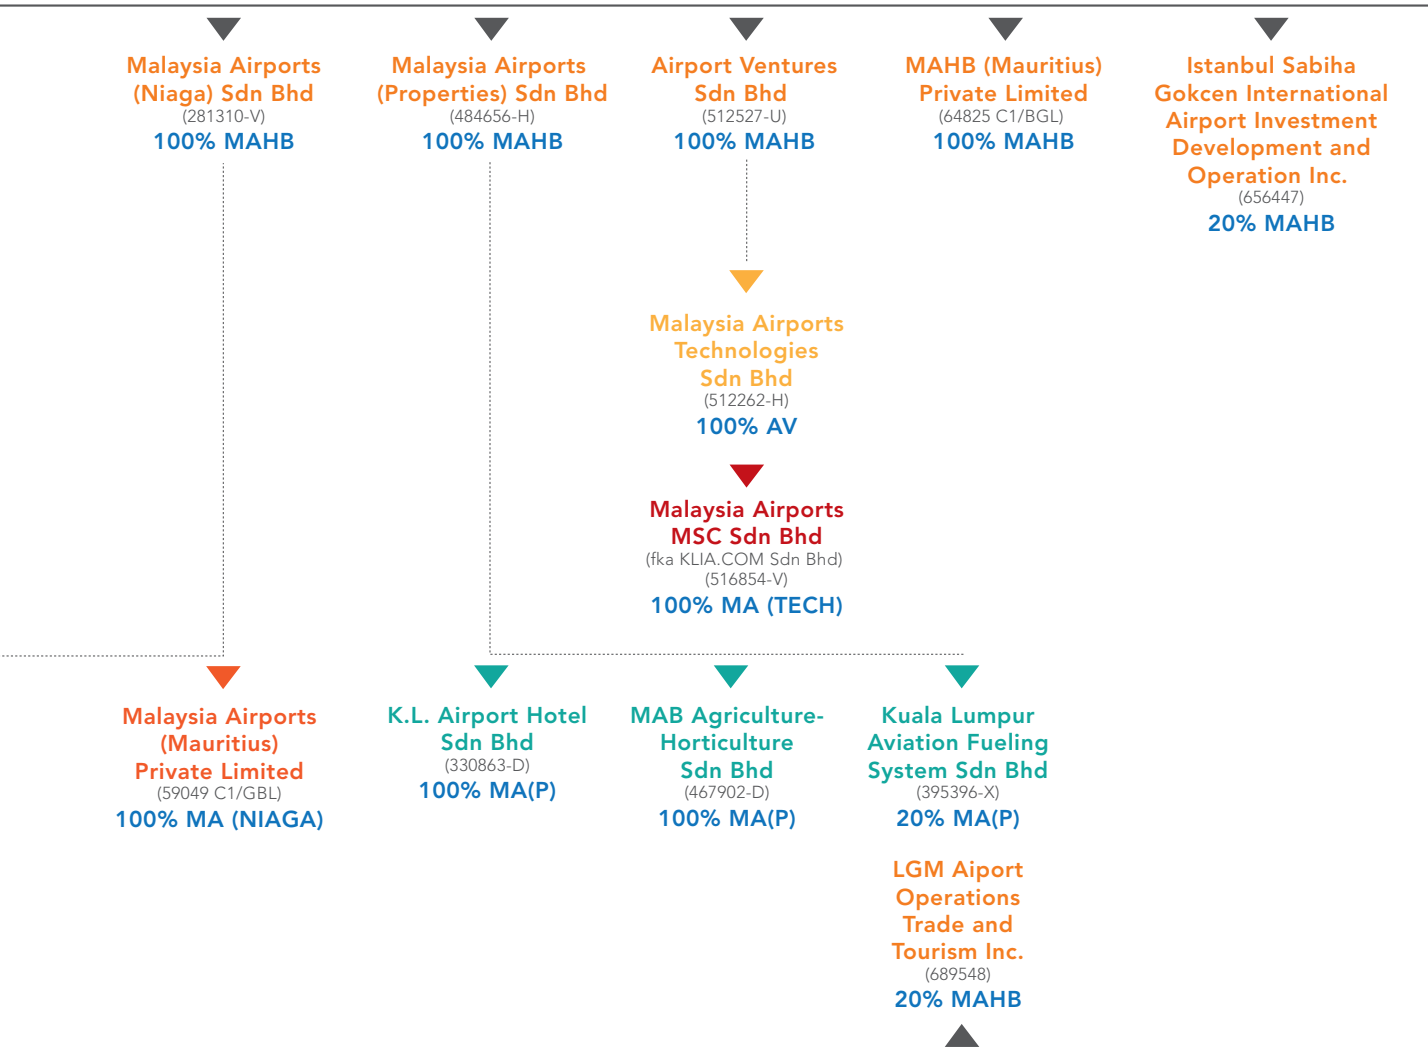 Malaysia Airports
(Niaga) Sdn Bhd
(281310-V)
100% MAHB
Malaysia Airports
(Properties) Sdn Bhd
(484656-H)
100% MAHB
Airport Ventures
Sdn Bhd
(512527-U)
100% MAHB
MAHB (Mauritius)
Private Limited
(64825 C1/BGL)
100% MAHB
Istanbul Sabiha
Gokcen International
Airport Investment
Development and
Operation Inc.
(656447)
20% MAHB
Malaysia Airports
Technologies
Sdn Bhd
(512262-H)
100% AV
Malaysia Airports
MSC Sdn Bhd
(fka KLIA.COM Sdn Bhd)
(516854-V)
100% MA (TECH)
Malaysia Airports
(Mauritius)
Private Limited
(59049 C1/GBL)
100% MA (NIAGA)
K.L. Airport Hotel
Sdn Bhd
(330863-D)
100% MA(P)
MAB Agriculture-
Horticulture
Sdn Bhd
(467902-D)
100% MA(P)
Kuala Lumpur
Aviation Fueling
System Sdn Bhd
(395396-X)
20% MA(P)
LGM Aiport
Operations
Trade and
Tourism Inc.
(689548)
20% MAHB